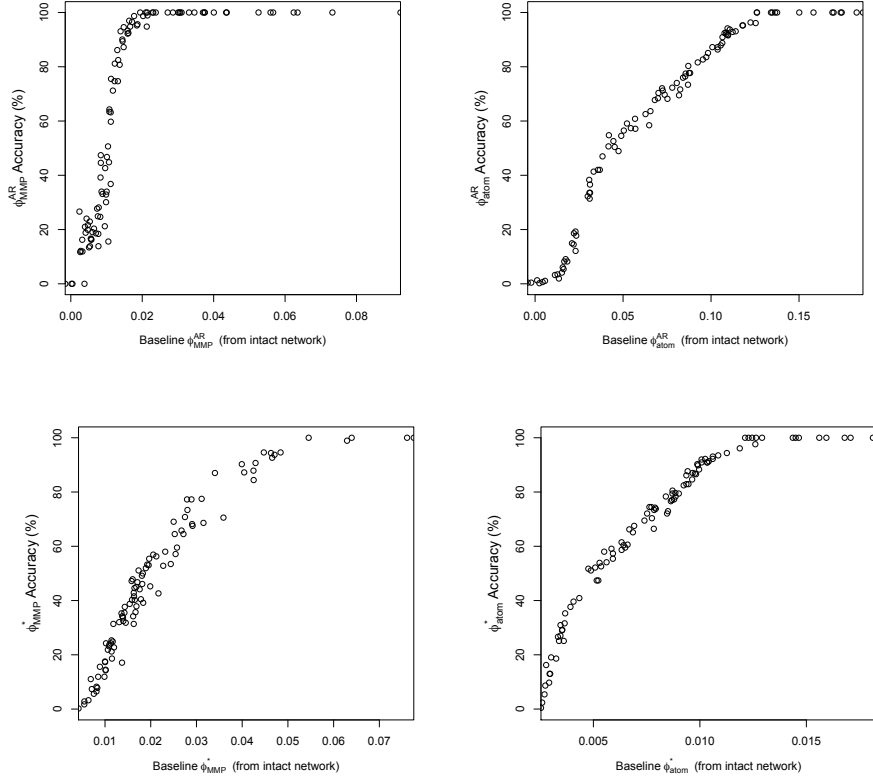 ϕ^AR_MMP Accuracy (%)
100
80
60
40
20
0
0.00 0.02 0.04 0.06 0.08
Baseline ϕ^AR_MMP (from intact network)
ϕ^AR_atom Accuracy (%)
100
80
60
40
20
0
0.00 0.05 0.10 0.15
Baseline ϕ^AR_atom (from intact network)
ϕ^*_MMP Accuracy (%)
100
80
60
40
20
0
0.01 0.02 0.03 0.04 0.05 0.06 0.07
Baseline ϕ^*_MMP (from intact network)
ϕ^*_atom Accuracy (%)
100
80
60
40
20
0
0.005 0.010 0.015
Baseline ϕ^*_atom (from intact network)